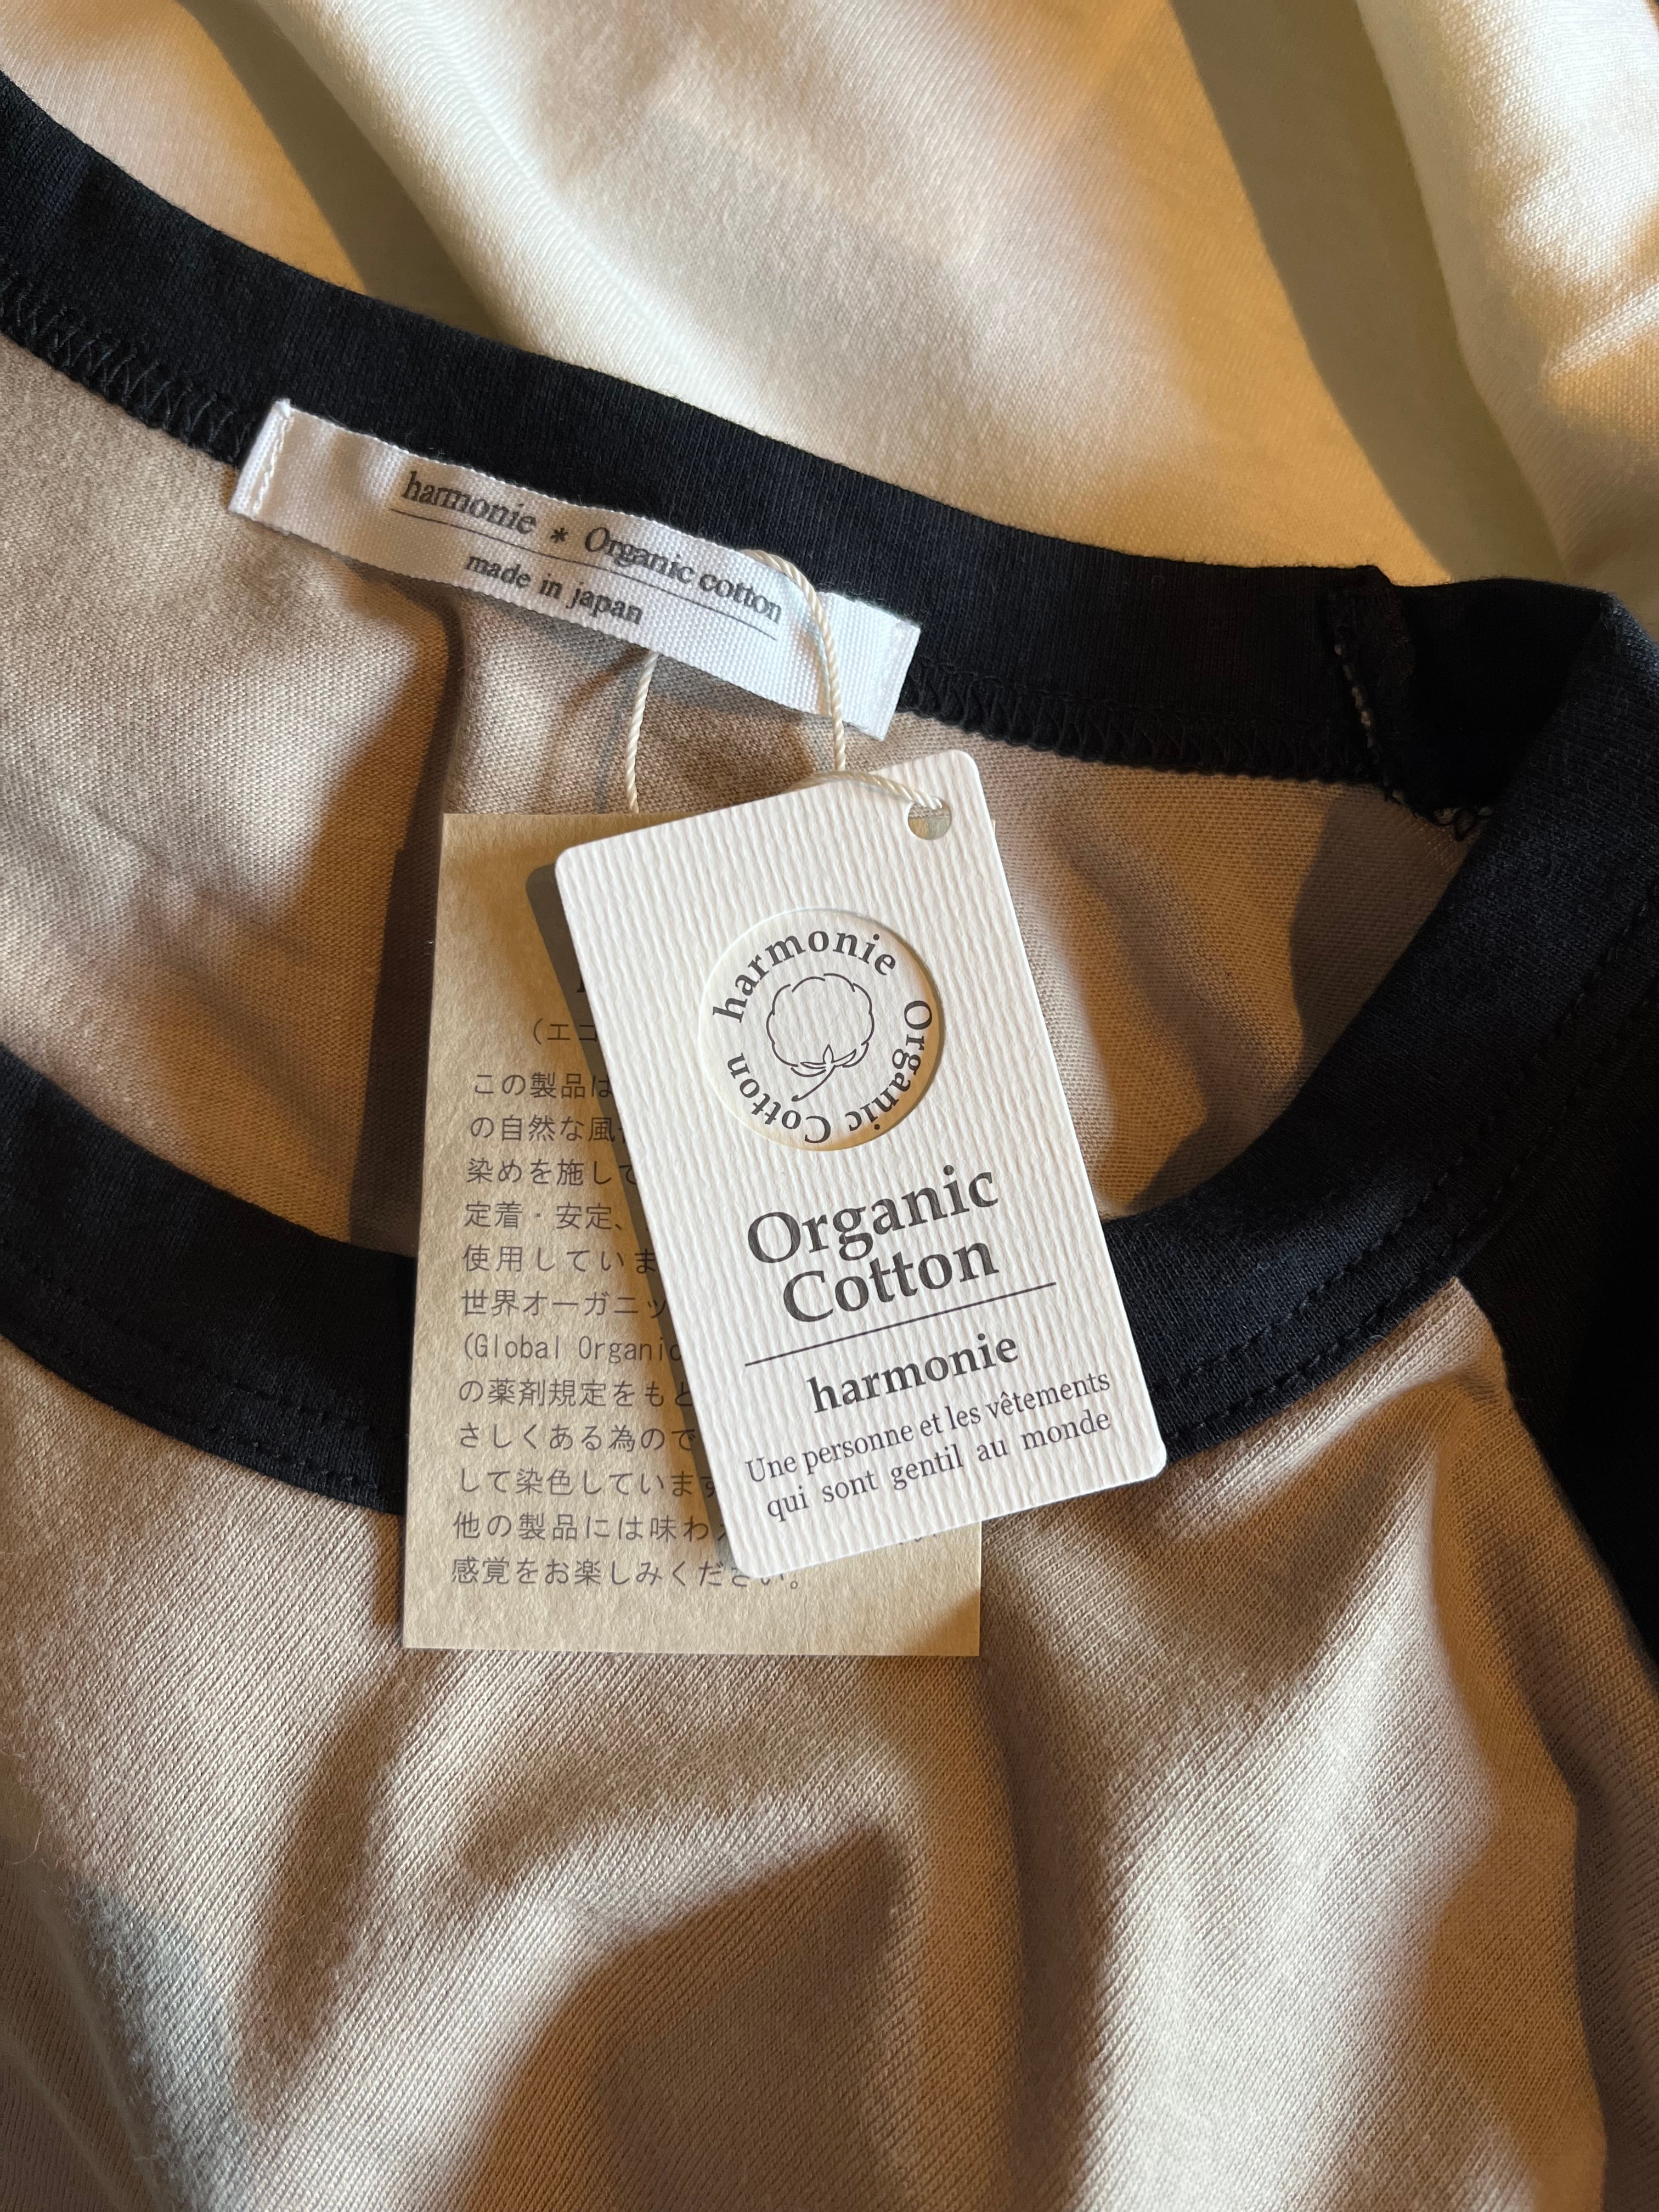 harmonie * Organic cotton
made in japan
harmonie Organic Cotton
Organic
Cotton
harmonie
Une personne et les vêtements
qui sont gentil au monde
(エコ
この製品は
の自然な風
染めを施して
定着・安定、
使用していま
世界オーガニッ
(Global Organic
の薬剤規定をもと
さしくある為ので
して染色しています
他の製品には味わ
感覚をお楽しみください。